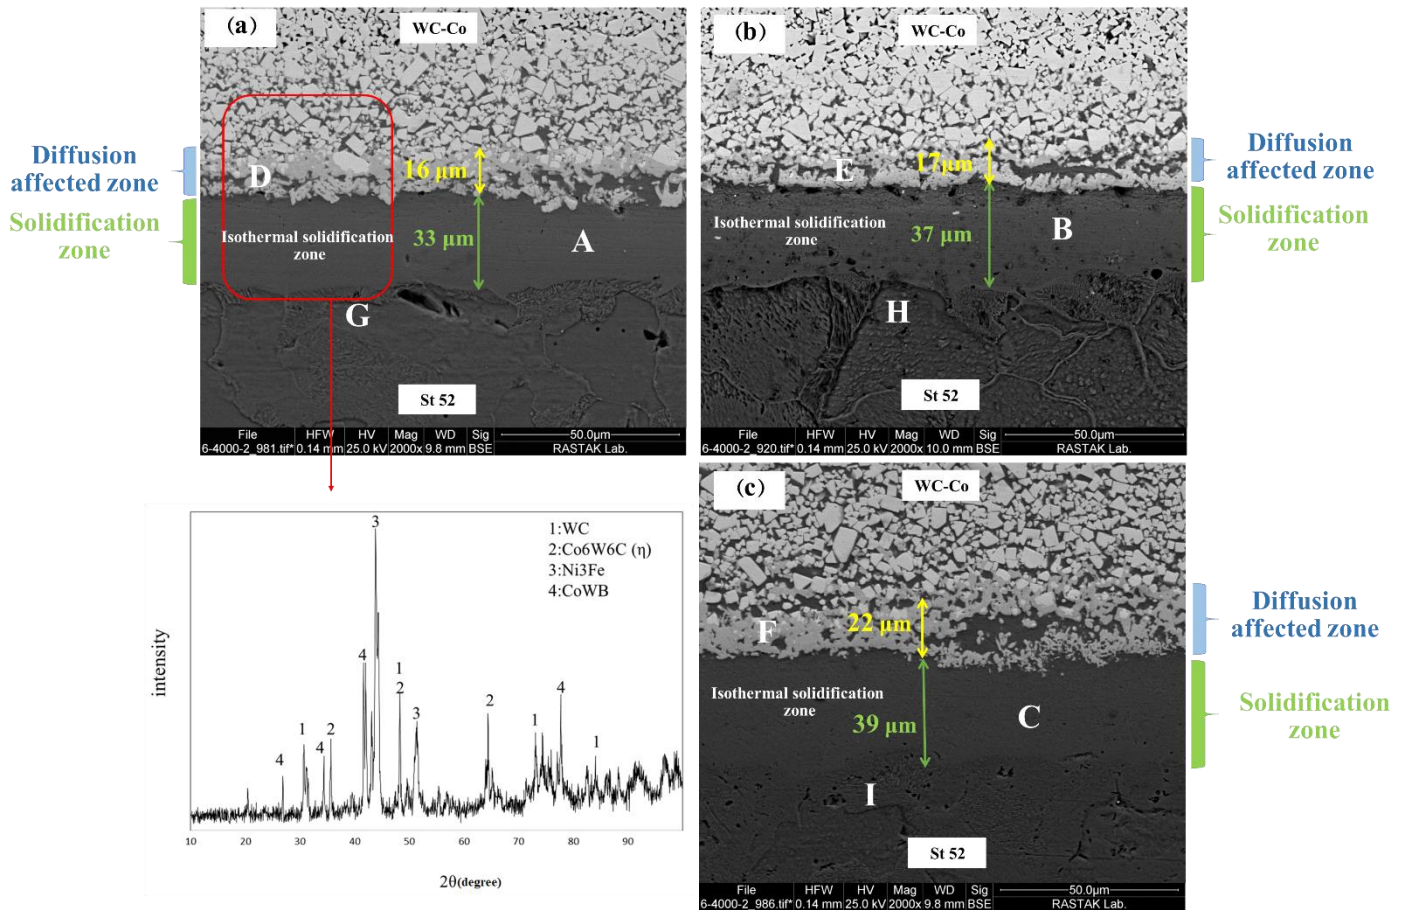 (a)
WC-Co
Diffusion
affected zone
Solidification
zone
D
16 μm
Isothermal solidification
zone
33 μm
A
G
St 52
File HFW HV Mag WD Sig
6-4000-2_981.tif* 0.14 mm 25.0 kV 2000x 9.8 mm BSE
50.0μm
RASTAK Lab.
(b)
WC-Co
E
17μm
Isothermal solidification
zone
37 μm
B
H
St 52
Diffusion
affected zone
Solidification
zone
File HFW HV Mag WD Sig
6-4000-2_920.tif* 0.14 mm 25.0 kV 2000x 10.0 mm BSE
50.0μm
RASTAK Lab.
intensity
1:WC
2:Co6W6C (η)
3:Ni3Fe
4:CoWB
4
1
4
2
4
3
1
2
3
2
1
4
1
10 20 30 40 50 60 70 80 90
2θ(degree)
(c)
WC-Co
F
22 μm
Isothermal solidification
zone
39 μm
C
I
St 52
Diffusion
affected zone
Solidification
zone
File HFW HV Mag WD Sig
6-4000-2_986.tif* 0.14 mm 25.0 kV 2000x 9.8 mm BSE
50.0μm
RASTAK Lab.